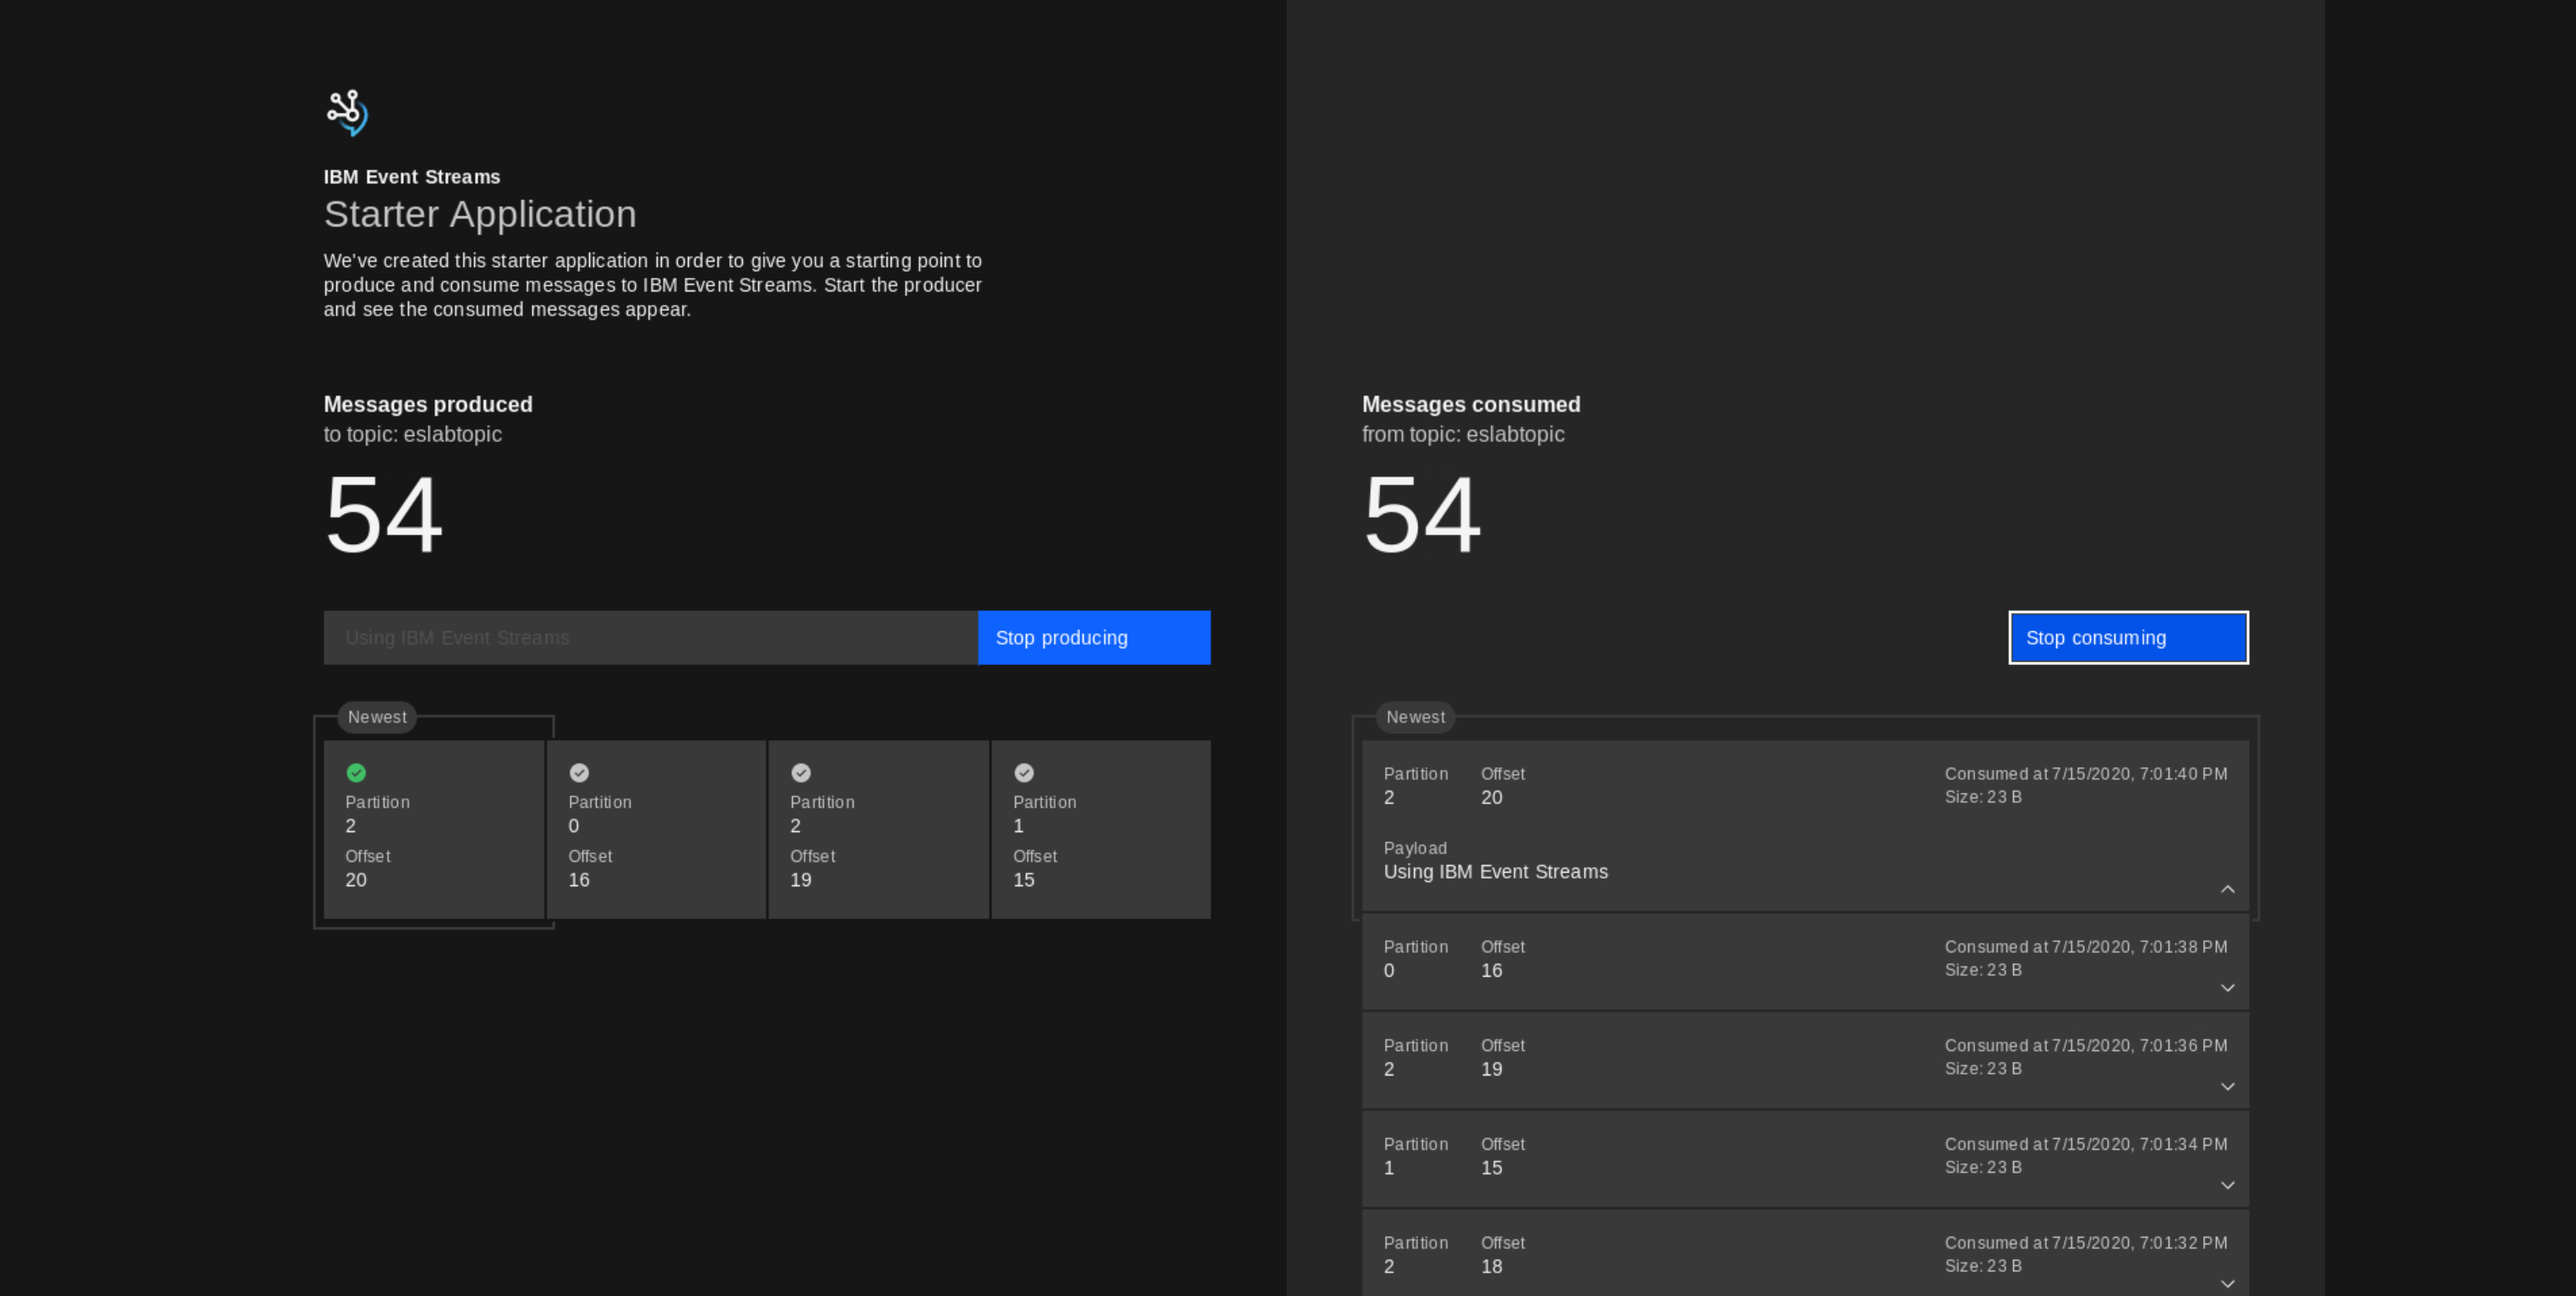 IBM Event Streams
Starter Application
We've created this starter application in order to give you a starting point to
produce and consume messages to IBM Event Streams. Start the producer
and see the consumed messages appear.
Messages produced
to topic: eslabtopic
54
Using IBM Event Streams
Stop producing
Newest
Partition
2
Offset
20
Partition
0
Offset
16
Partition
2
Offset
19
Partition
1
Offset
15
Messages consumed
from topic: eslabtopic
54
Stop consuming
Newest
Partition Offset Consumed at 7/15/2020, 7:01:40 PM
2 20 Size: 23 B
Payload
Using IBM Event Streams
Partition Offset Consumed at 7/15/2020, 7:01:38 PM
0 16 Size: 23 B
Partition Offset Consumed at 7/15/2020, 7:01:36 PM
2 19 Size: 23 B
Partition Offset Consumed at 7/15/2020, 7:01:34 PM
1 15 Size: 23 B
Partition Offset Consumed at 7/15/2020, 7:01:32 PM
2 18 Size: 23 B